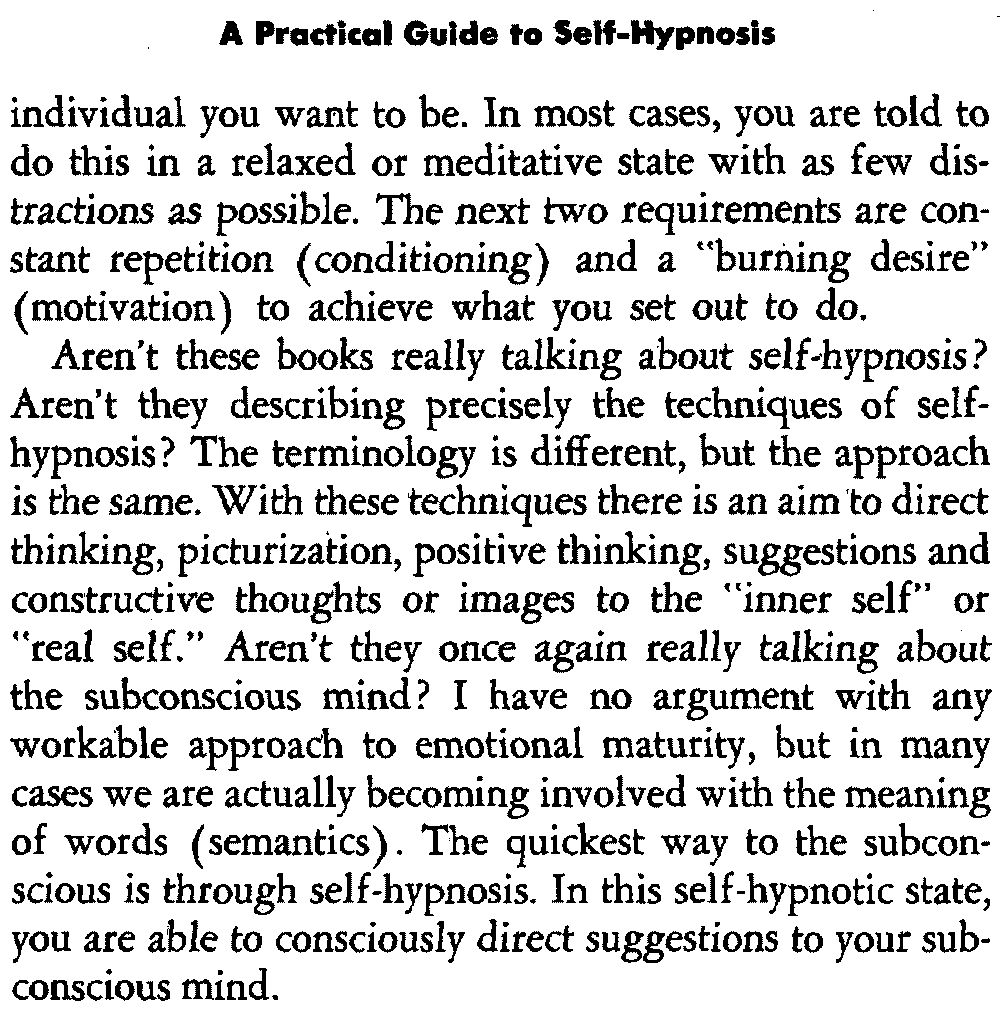 A Practical Guide to Self-Hypnosis
individual you want to be. In most cases, you are told to
do this in a relaxed or meditative state with as few dis-
tractions as possible. The next two requirements are con-
stant repetition (conditioning) and a "burning desire"
(motivation) to achieve what you set out to do.
Aren't these books really talking about self-hypnosis?
Aren't they describing precisely the techniques of self-
hypnosis? The terminology is different, but the approach
is the same. With these techniques there is an aim to direct
thinking, picturization, positive thinking, suggestions and
constructive thoughts or images to the "inner self" or
"real self." Aren't they once again really talking about
the subconscious mind? I have no argument with any
workable approach to emotional maturity, but in many
cases we are actually becoming involved with the meaning
of words (semantics). The quickest way to the subcon-
scious is through self-hypnosis. In this self-hypnotic state,
you are able to consciously direct suggestions to your sub-
conscious mind.